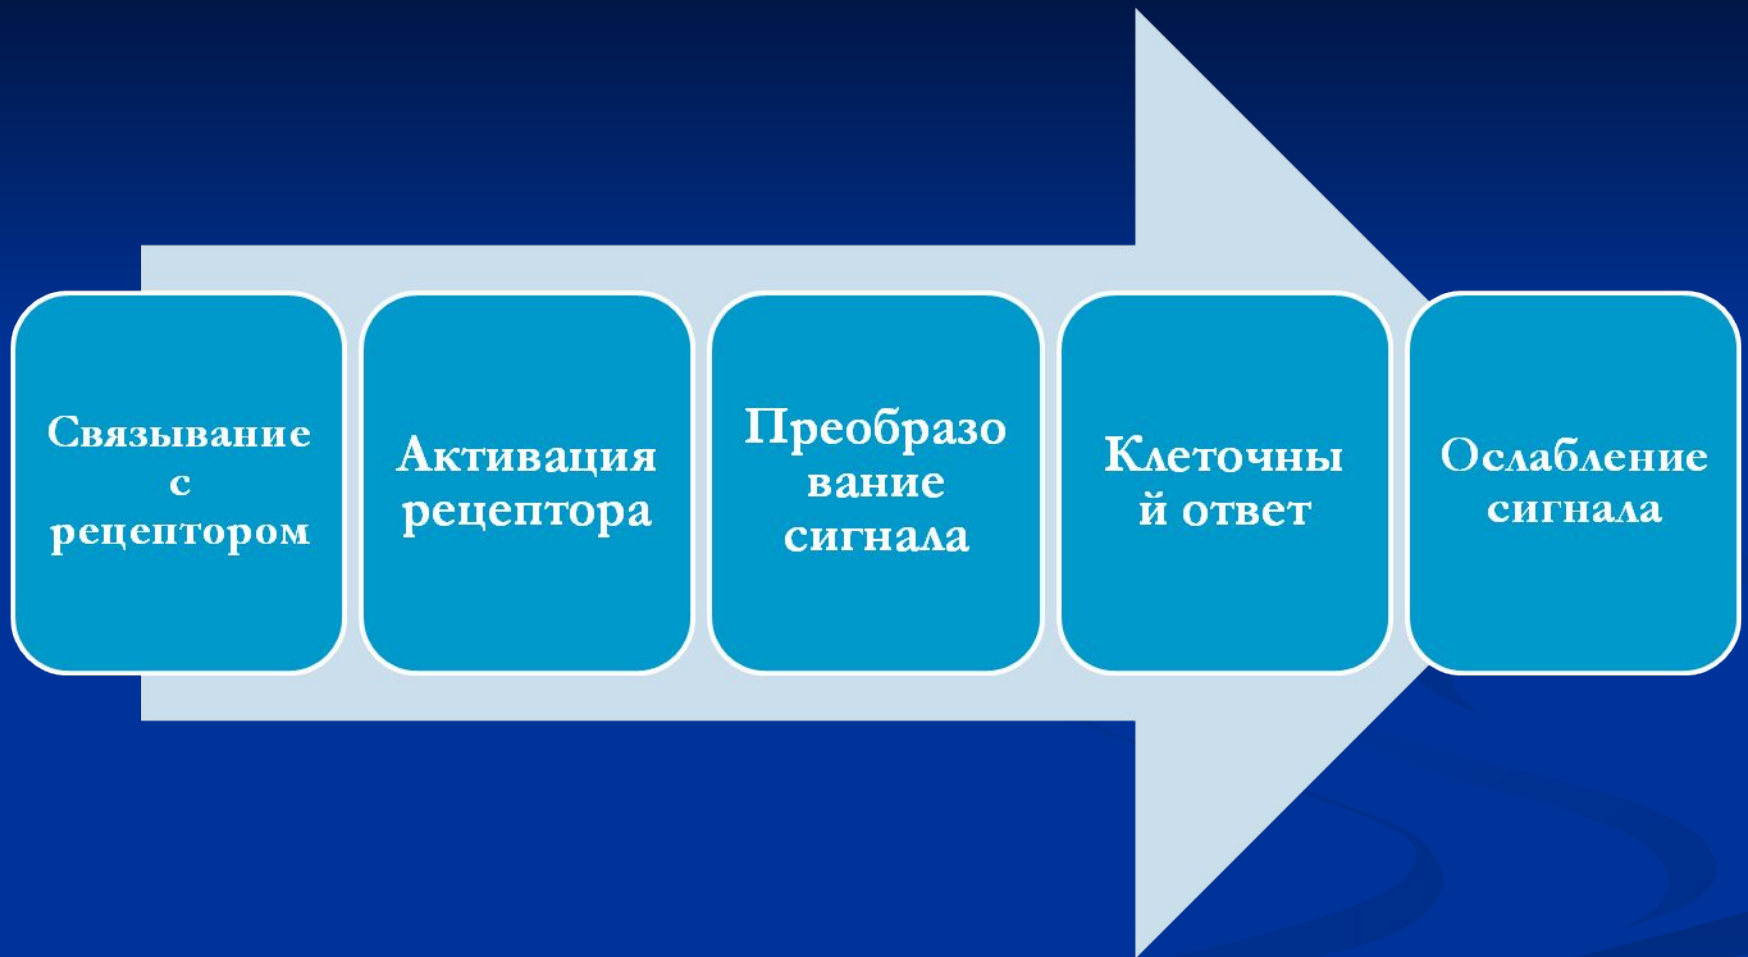 Связывание
с
рецептором
Активация
рецептора
Преобразо
вание
сигнала
Клеточны
й ответ
Ослабление
сигнала